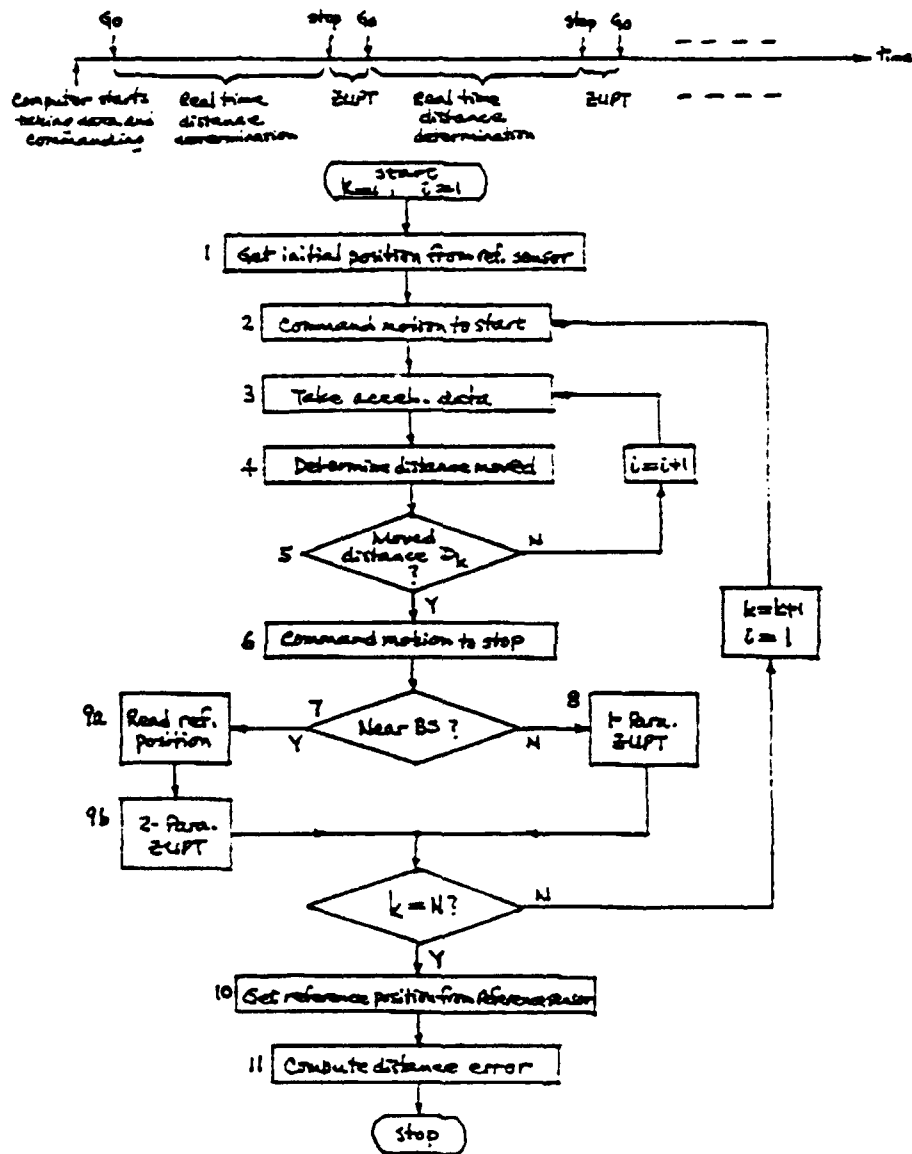 Go
stop
Go
stop
Go
Time
Computer starts
taking data and
commanding
Real time
distance
determination
ZUPT
Real time
distance
determination
ZUPT
start
k=1, i=1
1
Get initial position from ref. sensor
2
Command motion to start
3
Take accel. data
4
Determine distance moved
i=i+1
5
Moved
distance Dk
?
N
Y
6
Command motion to stop
k=k+1
i=1
7
Near BS?
Y
N
8
1-Para.
ZUPT
9a
Read ref.
position
9b
2-Para.
ZUPT
k=N?
N
Y
10
Get reference position from reference sensor
11
Compute distance error
stop